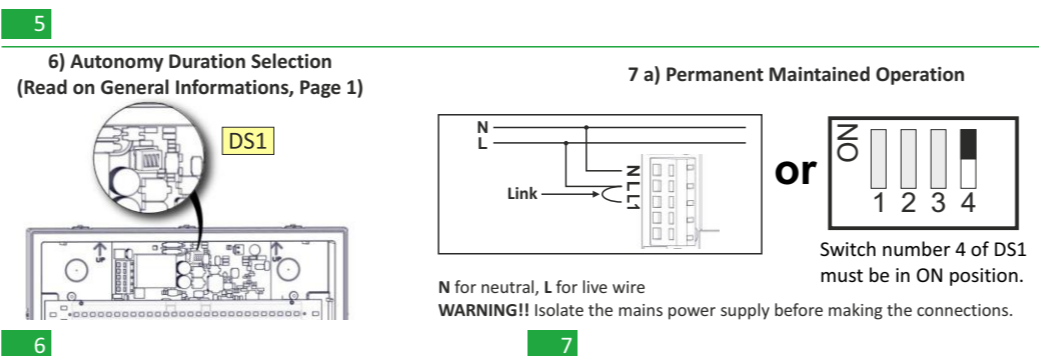 5
6) Autonomy Duration Selection
(Read on General Informations, Page 1)
DS1
UP
UP
7 a) Permanent Maintained Operation
N
L
N L L1
Link
or
ON
1 2 3 4
Switch number 4 of DS1
must be in ON position.
N for neutral, L for live wire
WARNING!! Isolate the mains power supply before making the connections.
6
7